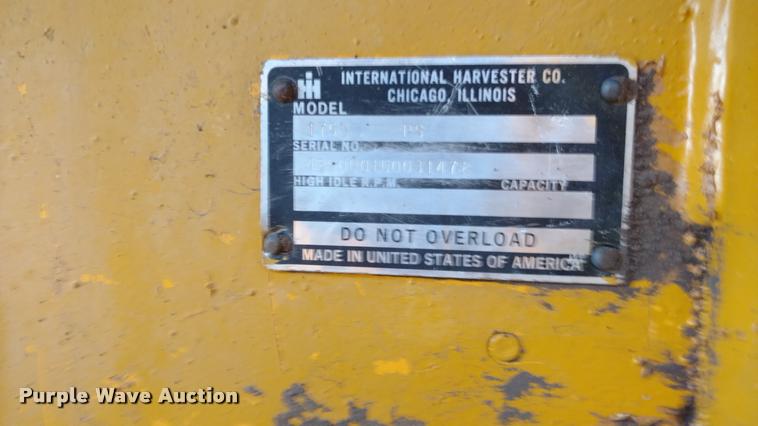 IH INTERNATIONAL HARVESTER CO.
CHICAGO, ILLINOIS
MODEL
SERIAL NO.
HIGH IDLE R.P.M. CAPACITY
DO NOT OVERLOAD
MADE IN UNITED STATES OF AMERICA
Purple Wave Auction